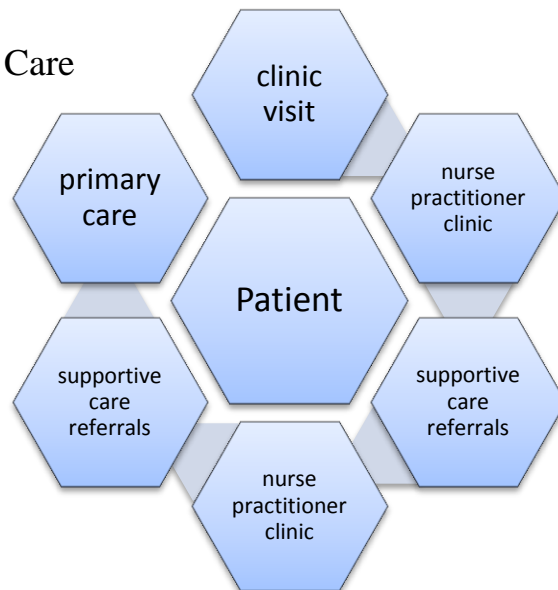 Care
clinic
visit
nurse
practitioner
clinic
supportive
care
referrals
nurse
practitioner
clinic
supportive
care
referrals
primary
care
Patient